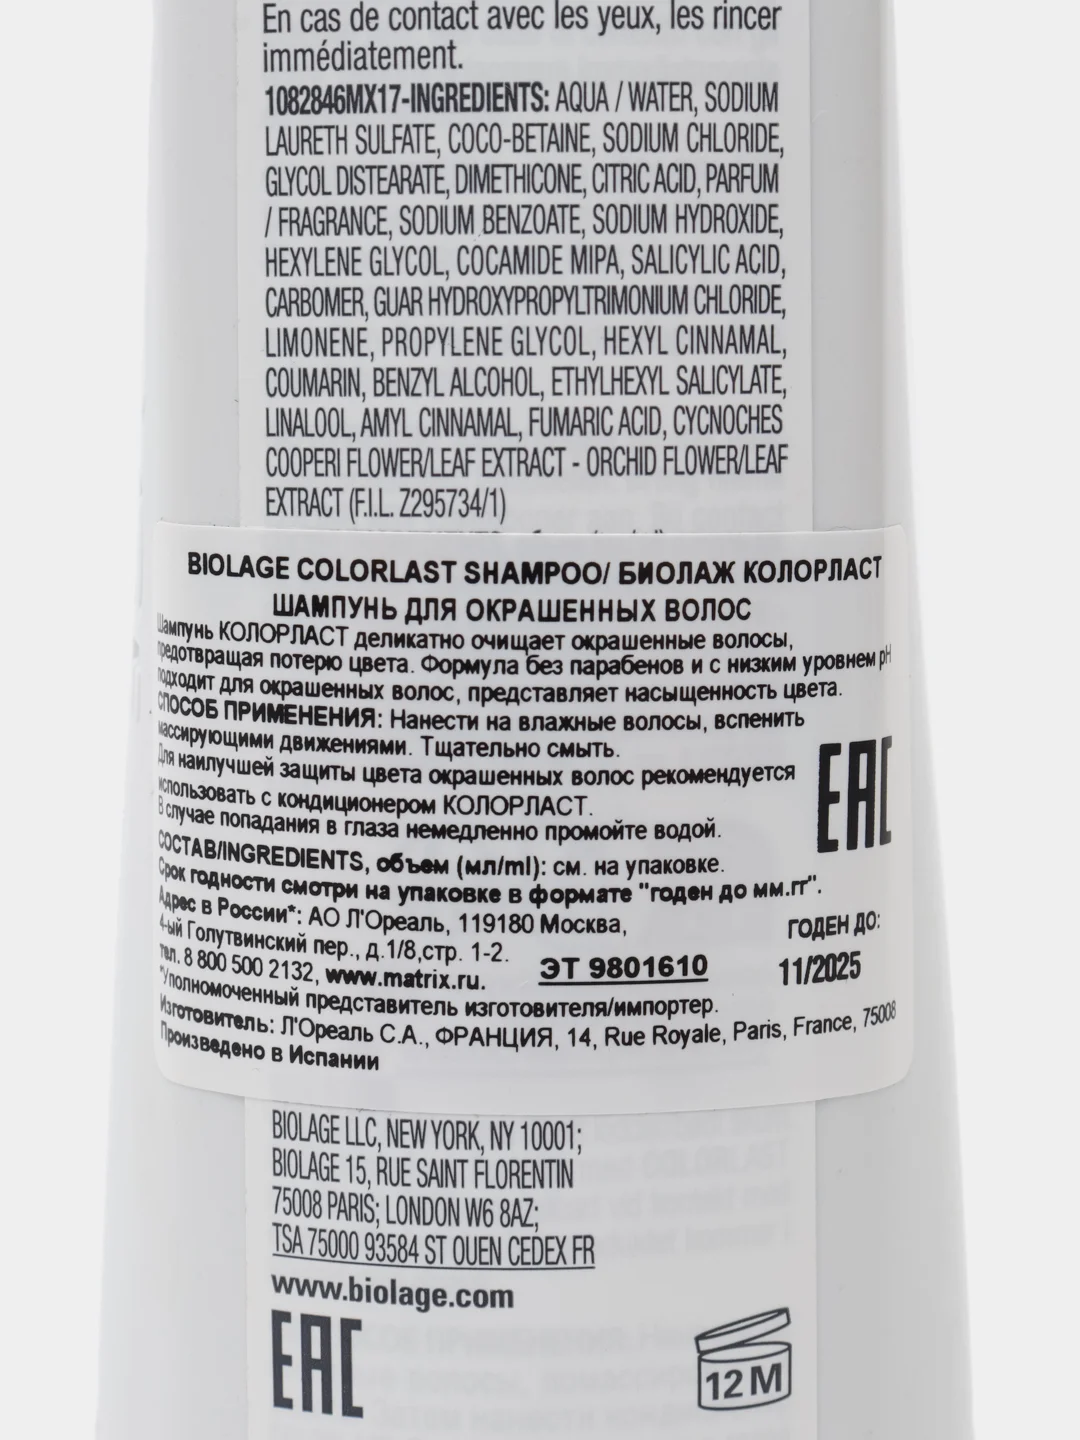 En cas de contact avec les yeux, les rincer
immédiatement.
1082846MX17-INGREDIENTS: AQUA / WATER, SODIUM
LAURETH SULFATE, COCO-BETAINE, SODIUM CHLORIDE,
GLYCOL DISTEARATE, DIMETHICONE, CITRIC ACID, PARFUM
/ FRAGRANCE, SODIUM BENZOATE, SODIUM HYDROXIDE,
HEXYLENE GLYCOL, COCAMIDE MIPA, SALICYLIC ACID,
CARBOMER, GUAR HYDROXYPROPYLTRIMONIUM CHLORIDE,
LIMONENE, PROPYLENE GLYCOL, HEXYL CINNAMAL,
COUMARIN, BENZYL ALCOHOL, ETHYLHEXYL SALICYLATE,
LINALOOL, AMYL CINNAMAL, FUMARIC ACID, CYCNOCHES
COOPERI FLOWER/LEAF EXTRACT - ORCHID FLOWER/LEAF
EXTRACT (F.I.L. Z295734/1)
BIOLAGE COLORLAST SHAMPOO/ БИОЛАЖ КОЛОРЛАСТ
ШАМПУНЬ ДЛЯ ОКРАШЕННЫХ ВОЛОС
Шампунь КОЛОРЛАСТ деликатно очищает окрашенные волосы,
предотвращая потерю цвета. Формула без парабенов и с низким уровнем pH
подходит для окрашенных волос, представляет насыщенность цвета.
СПОСОБ ПРИМЕНЕНИЯ: Нанести на влажные волосы, вспенить
массирующими движениями. Тщательно смыть.
Для наилучшей защиты цвета окрашенных волос рекомендуется
использовать с кондиционером КОЛОРЛАСТ.
В случае попадания в глаза немедленно промойте водой.
EAC
СОСТАВ/INGREDIENTS, объем (мл/ml): см. на упаковке.
Срок годности смотри на упаковке в формате "годен до мм.гг".
Адрес в России*: АО Л'Ореаль, 119180 Москва,
4-ый Голутвинский пер., д.1/8,стр. 1-2.
тел. 8 800 500 2132, www.matrix.ru.
ЭТ 9801610
ГОДЕН ДО:
11/2025
*Уполномоченный представитель изготовителя/импортер.
Изготовитель: Л'Ореаль С.А., ФРАНЦИЯ, 14, Rue Royale, Paris, France, 75008
Произведено в Испании
BIOLAGE LLC, NEW YORK, NY 10001;
BIOLAGE 15, RUE SAINT FLORENTIN
75008 PARIS; LONDON W6 8AZ;
TSA 75000 93584 ST OUEN CEDEX FR
www.biolage.com
EAC
12 M